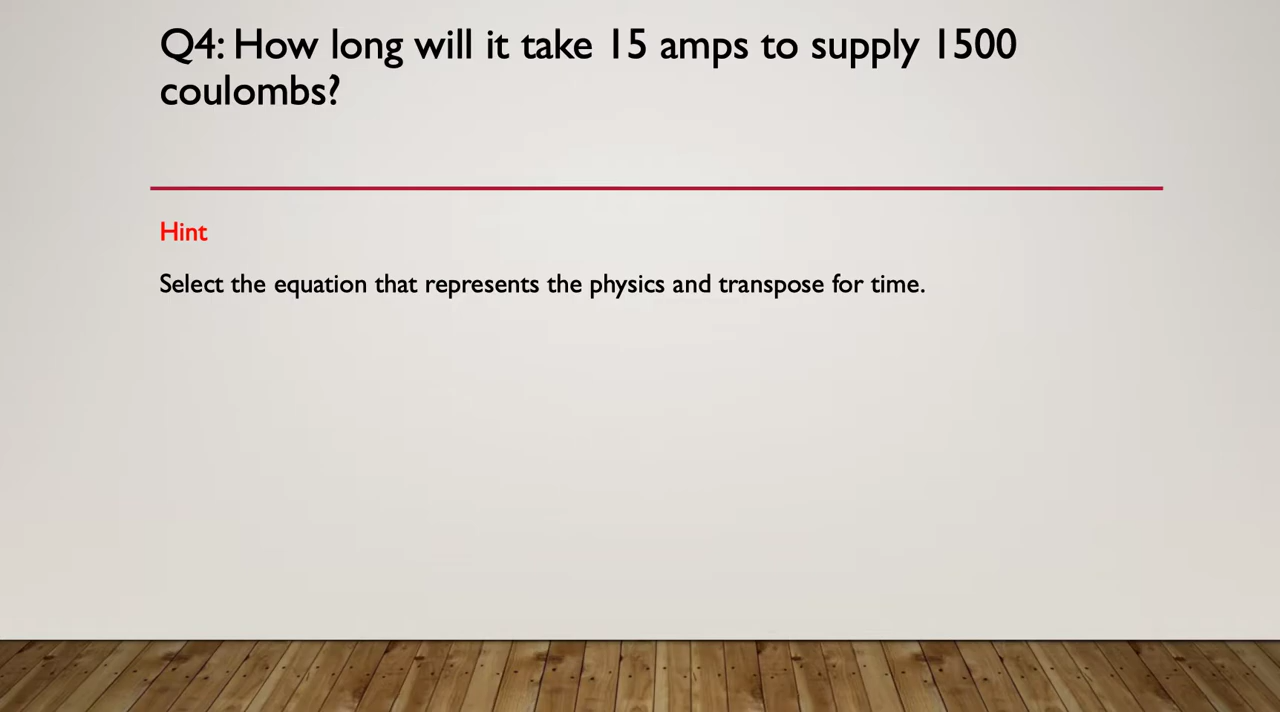 Q4: How long will it take 15 amps to supply 1500
coulombs?
Hint
Select the equation that represents the physics and transpose for time.